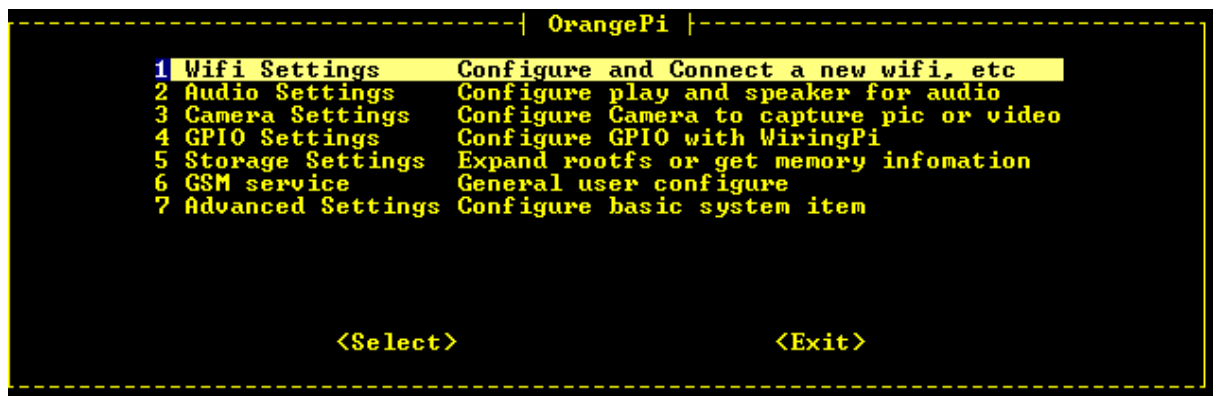 OrangePi
1 Wifi Settings Configure and Connect a new wifi, etc
2 Audio Settings Configure play and speaker for audio
3 Camera Settings Configure Camera to capture pic or video
4 GPIO Settings Configure GPIO with WiringPi
5 Storage Settings Expand rootfs or get memory infomation
6 GSM service General user configure
7 Advanced Settings Configure basic system item
<Select> <Exit>